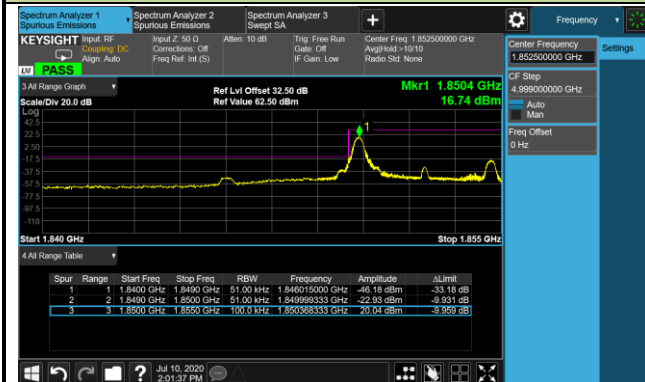 Spectrum Analyzer 1
Spurious Emissions
Spectrum Analyzer 2
Spurious Emissions
Spectrum Analyzer 3
Swept SA
Frequency
KEYSIGHT
Input: RF
Coupling: DC
Align: Auto
Input Z: 50 Ω
Corrections: Off
Freq Ref: Int (S)
Atten: 10 dB
Trig: Free Run
Gate: Off
IF Gain: Low
Center Freq: 1.852500000 GHz
Avg|Hold:>10/10
Radio Std: None
LXI PASS
Center Frequency
1.852500000 GHz
Settings
CF Step
4.999000000 GHz
Auto
Man
Freq Offset
0 Hz
3 All Range Graph
Scale/Div 20.0 dB
Ref Lvl Offset 32.50 dB
Ref Value 62.50 dBm
Mkr1 1.8504 GHz
16.74 dBm
Log
42.5
22.5
2.50
-17.5
-37.5
-57.5
-77.5
-97.5
-118
1
Start 1.840 GHz
Stop 1.855 GHz
4 All Range Table
Spur Range Start Freq Stop Freq RBW Frequency Amplitude ΔLimit
1 1 1.8400 GHz 1.8490 GHz 51.00 kHz 1.846015000 GHz -46.18 dBm -33.18 dB
2 2 1.8490 GHz 1.8500 GHz 51.00 kHz 1.849999333 GHz -22.93 dBm -9.931 dB
3 3 1.8500 GHz 1.8550 GHz 100.0 kHz 1.850368333 GHz 20.04 dBm -9.959 dB
Jul 10, 2020
2:01:37 PM